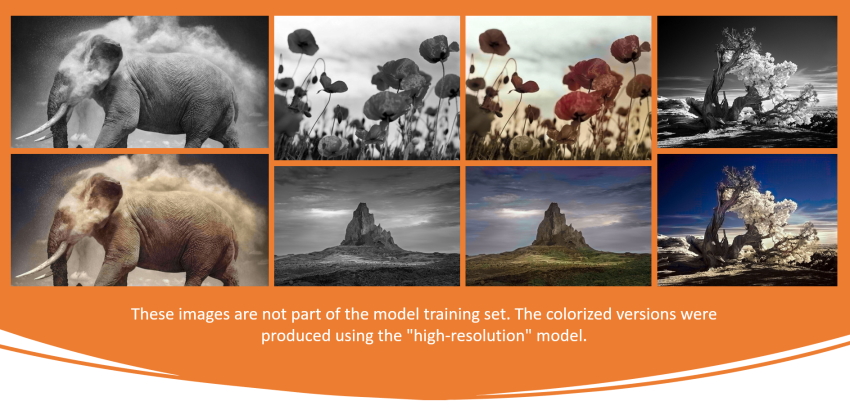 These images are not part of the model training set. The colorized versions were
produced using the "high-resolution" model.